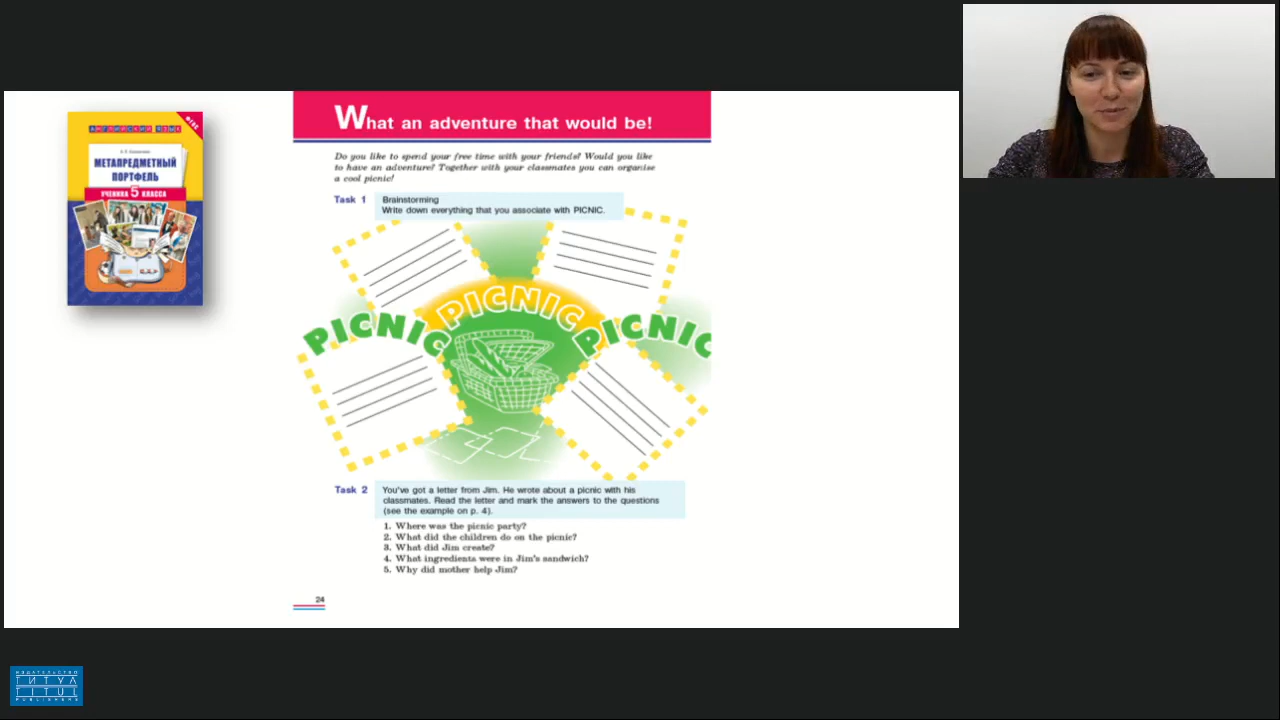 АНГЛИЙСКИЙ ЯЗЫК
ФГОС
МЕТАПРЕДМЕТНЫЙ
ПОРТФЕЛЬ
УЧЕНИКА 5 КЛАССА
What an adventure that would be!
Do you like to spend your free time with your friends? Would you like
to have an adventure? Together with your classmates you can organise
a cool picnic!
Task 1 Brainstorming
Write down everything that you associate with PICNIC.
PICNIC
PICNIC
PICNIC
Task 2 You've got a letter from Jim. He wrote about a picnic with his
classmates. Read the letter and mark the answers to the questions
(see the example on p. 4).
1. Where was the picnic party?
2. What did the children do on the picnic?
3. What did Jim create?
4. What ingredients were in Jim's sandwich?
5. Why did mother help Jim?
24
ИЗДАТЕЛЬСТВО
ТИТУЛ
TITUL
PUBLISHERS